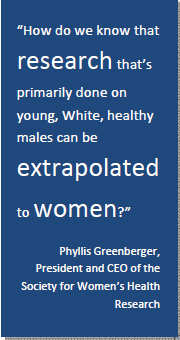 “How do we know that
research that’s
primarily done on
young, White, healthy
males can be
extrapolated
to women?”
Phyllis Greenberger,
President and CEO of the
Society for Women’s Health
Research